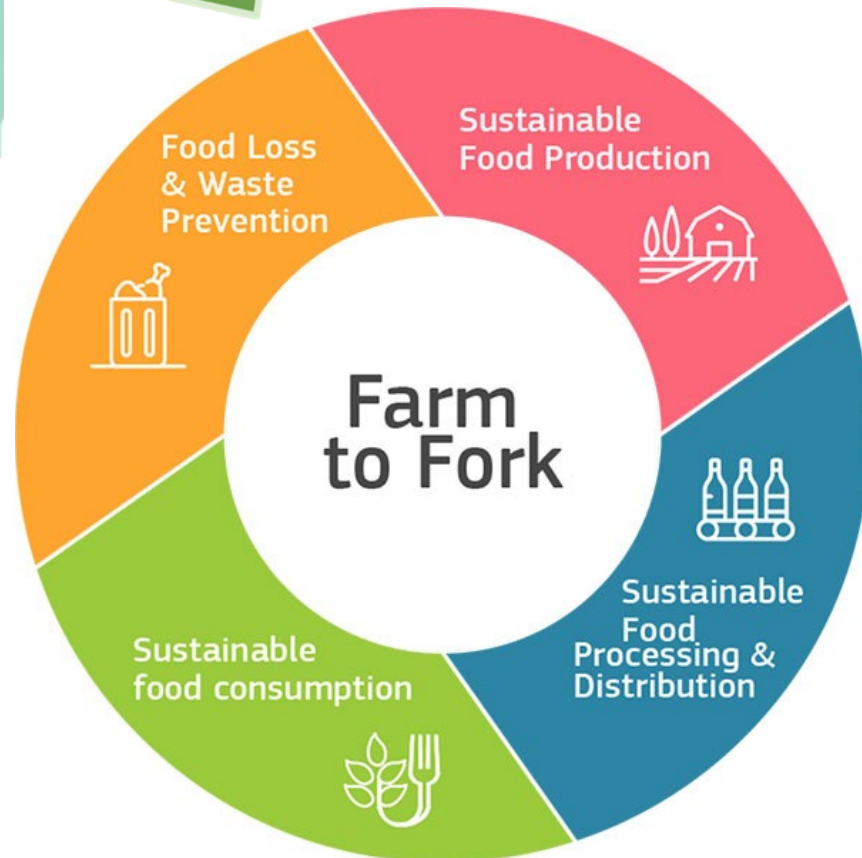 Food Loss
& Waste
Prevention
Sustainable
Food Production
Farm
to Fork
Sustainable
Food
Processing &
Distribution
Sustainable
food consumption